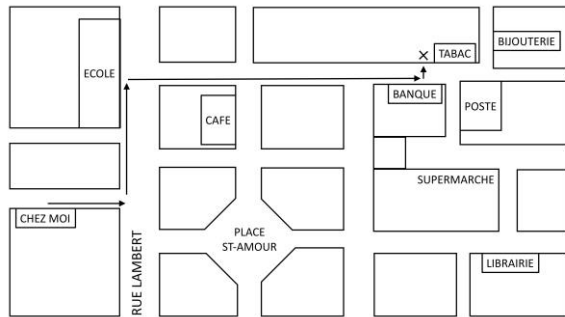 BIJOUTERIE
TABAC
ECOLE
BANQUE
CAFE
POSTE
SUPERMARCHE
CHEZ MOI
PLACE
ST-AMOUR
RUE LAMBERT
LIBRAIRIE